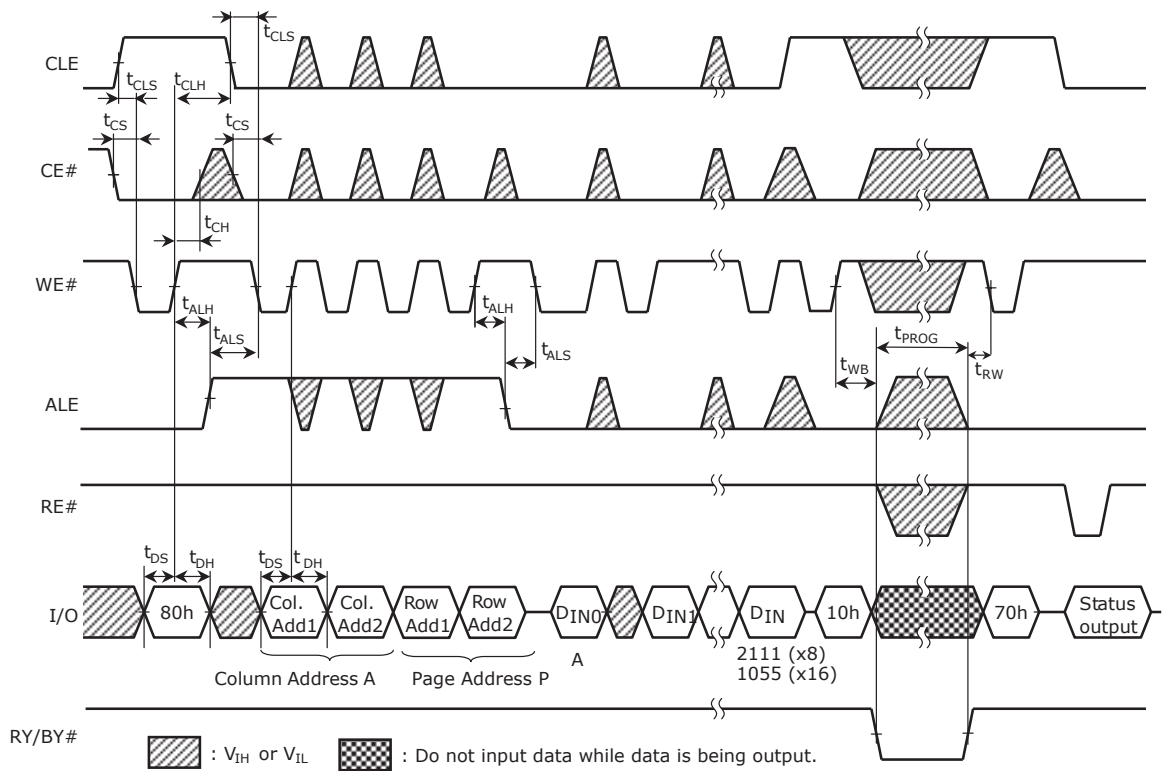 tCLS
CLE
tCLS tCLH
tCS tCS
CE#
tCH
WE#
tALH tALH tPROG
tALS tALS tWB tRW
ALE
RE#
tDS tDH tDS tDH
I/O 80h Col. Add1 Col. Add2 Row Add1 Row Add2 DIN0 DIN1 DIN 10h 70h Status output
A 2111 (x8)
1055 (x16)
Column Address A Page Address P
RY/BY#
: VIH or VIL : Do not input data while data is being output.